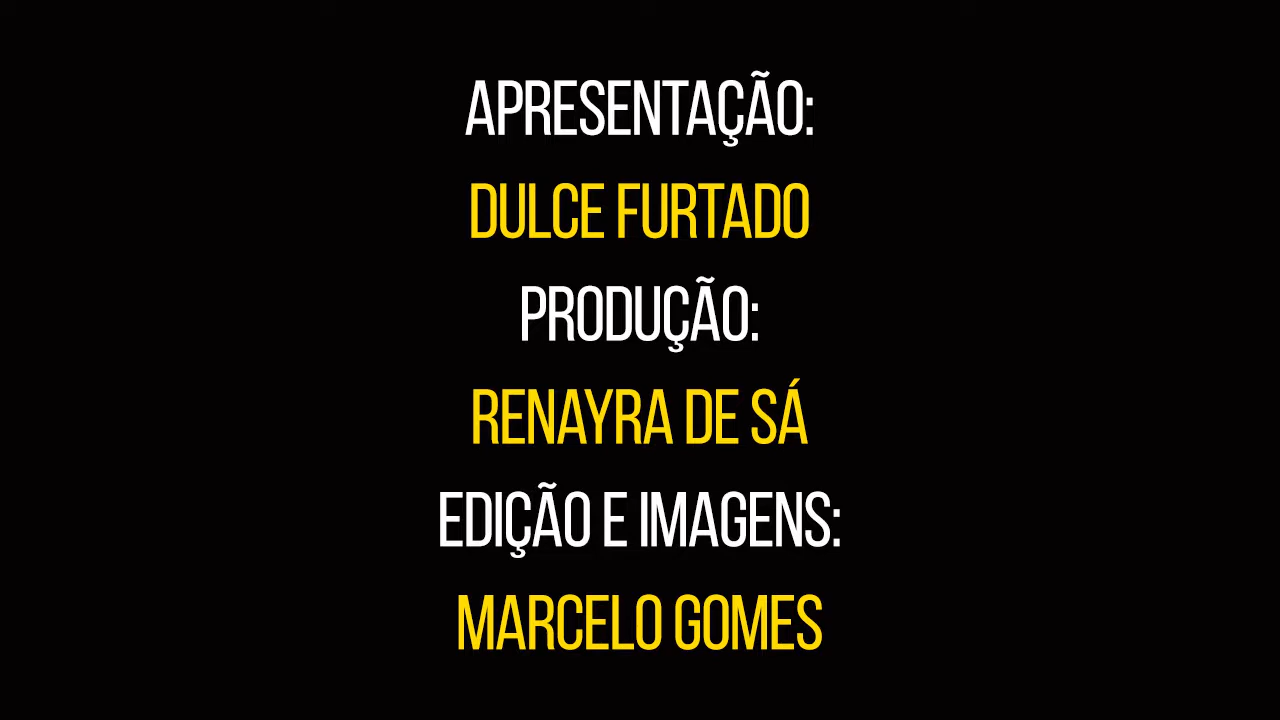 APRESENTAÇÃO:
DULCE FURTADO
PRODUÇÃO:
RENAYRA DE SÁ
EDIÇÃO E IMAGENS:
MARCELO GOMES